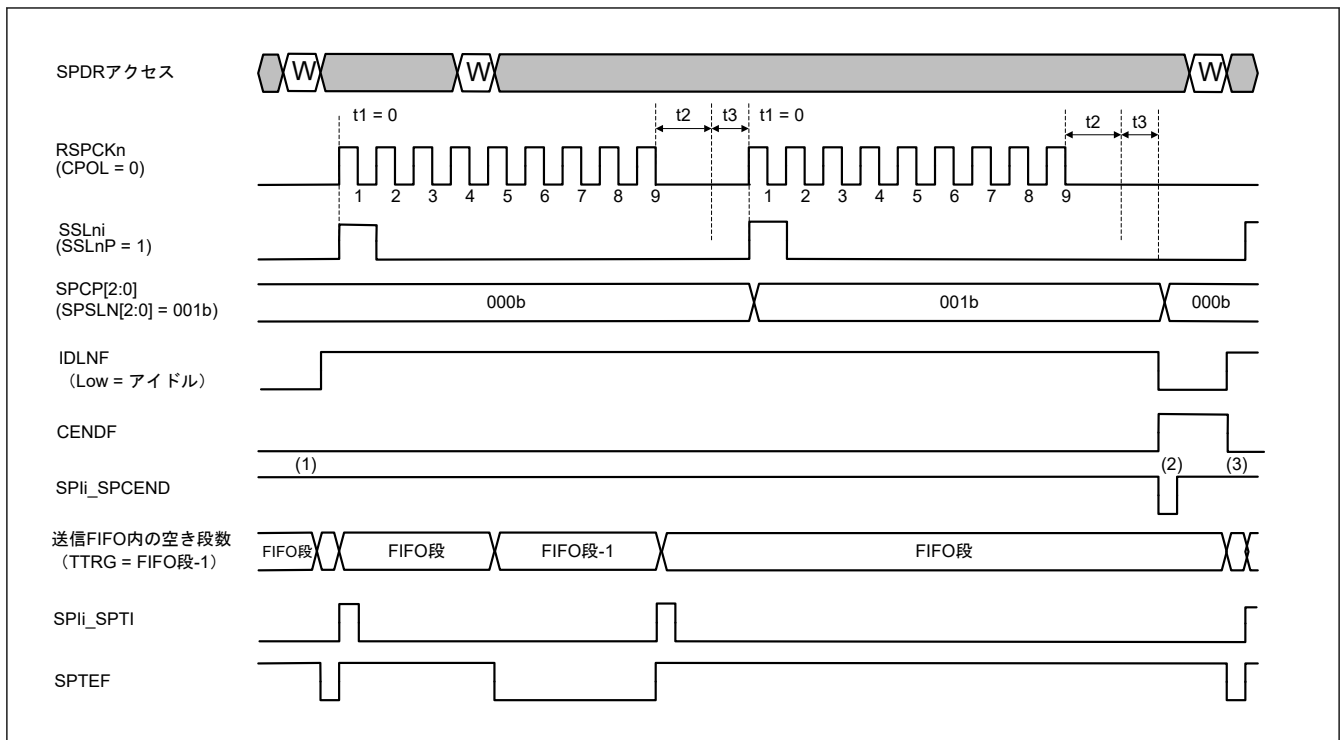 SPDRアクセス
W
W
W
t1 = 0
t2
t3
t1 = 0
t2
t3
RSPCKn
(CPOL = 0)
1 2 3 4 5 6 7 8 9
1 2 3 4 5 6 7 8 9
SSLni
(SSLnP = 1)
SPCP[2:0]
(SPSLN[2:0] = 001b)
000b
001b
000b
IDLNF
（Low = アイドル）
CENDF
(1)
(2)
(3)
SPIi_SPCEND
送信FIFO内の空き段数
（TTRG = FIFO段-1）
FIFO段
FIFO段
FIFO段-1
FIFO段
SPIi_SPTI
SPTEF